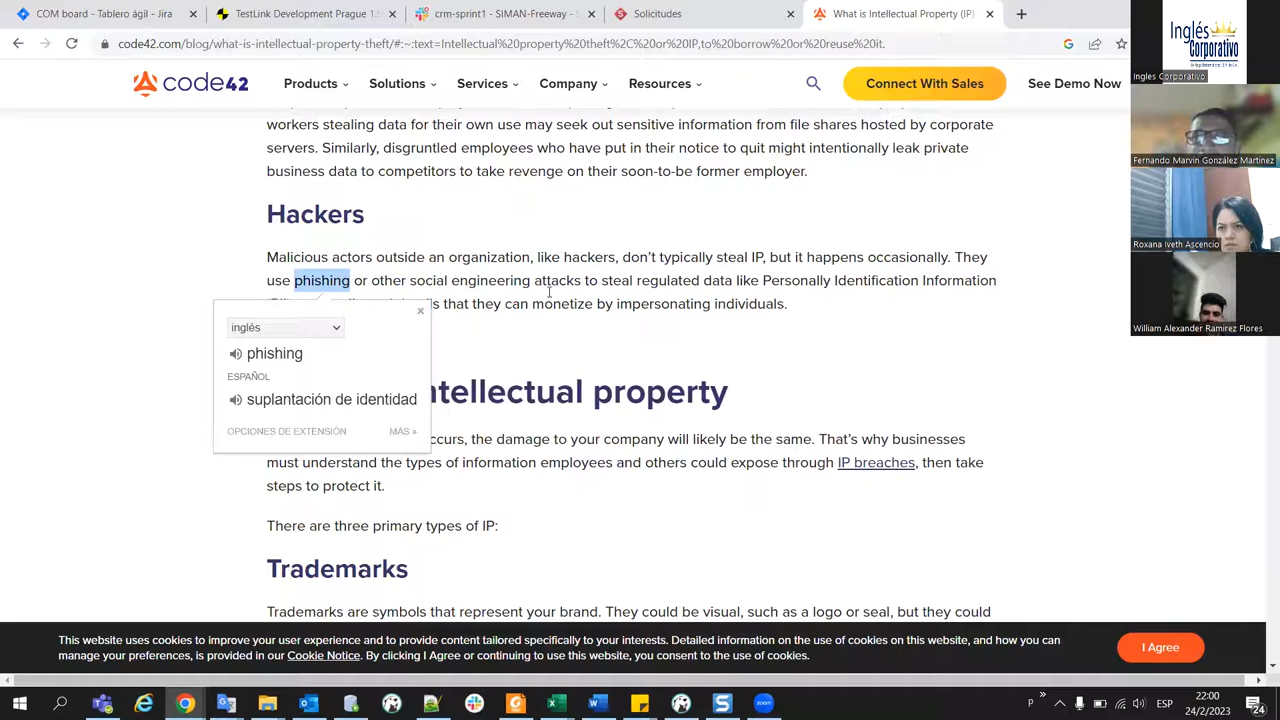 COM board - Tablero ágil - Jira
TestLink Development Prague 1.
crm-sprint1 - SIMAN-Freeway -
Solicitudes
What is Intellectual Property (IP)
code42.com/blog/what-is-intellectual-property-theft/#:~:text=Intellectual%20property%20theft%2C%20or%20IP,to%20borrow%20or%20reuse%20it.
code42
Products
Solutions
Services
Company
Resources
Connect With Sales
See Demo Now
workers stealing data for their own use may seek out sensitive information from file shares hosted by corporate
servers. Similarly, disgruntled employees who have put in their notice to quit might intentionally leak private
business data to competitors to take revenge on their soon-to-be former employer.
Hackers
Malicious actors outside an organization, like hackers, don't typically steal IP, but it happens occasionally. They
use phishing or other social engineering attacks to steal regulated data like Personally Identification Information
s that they can monetize by impersonating individuals.
inglés
phishing
ESPAÑOL
suplantación de identidad
OPCIONES DE EXTENSIÓN
MÁS »
ntellectual property
occurs, the damage to your company will likely be the same. That's why businesses
must understand the types of information employees and others could expose through IP breaches, then take
steps to protect it.
There are three primary types of IP:
Trademarks
Trademarks are symbols that represent your brand. They could be visual, such as a logo or seal, but they could
This website uses cookies to improve your user experience and to provide content tailored specifically to your interests. Detailed information on the use of cookies on this website, and how you can
manage your preferences, is provided in our Cookie Notice. By clicking I Agree or continuing to use this website, you consent to the use of cookies.
I Agree
Inglés
Corporativo
Ingles Corporativo
Fernando Marvin González Martinez
Roxana Iveth Ascencio
William Alexander Ramirez Flores
zoom
P
ESP
22:00
24/2/2023
24